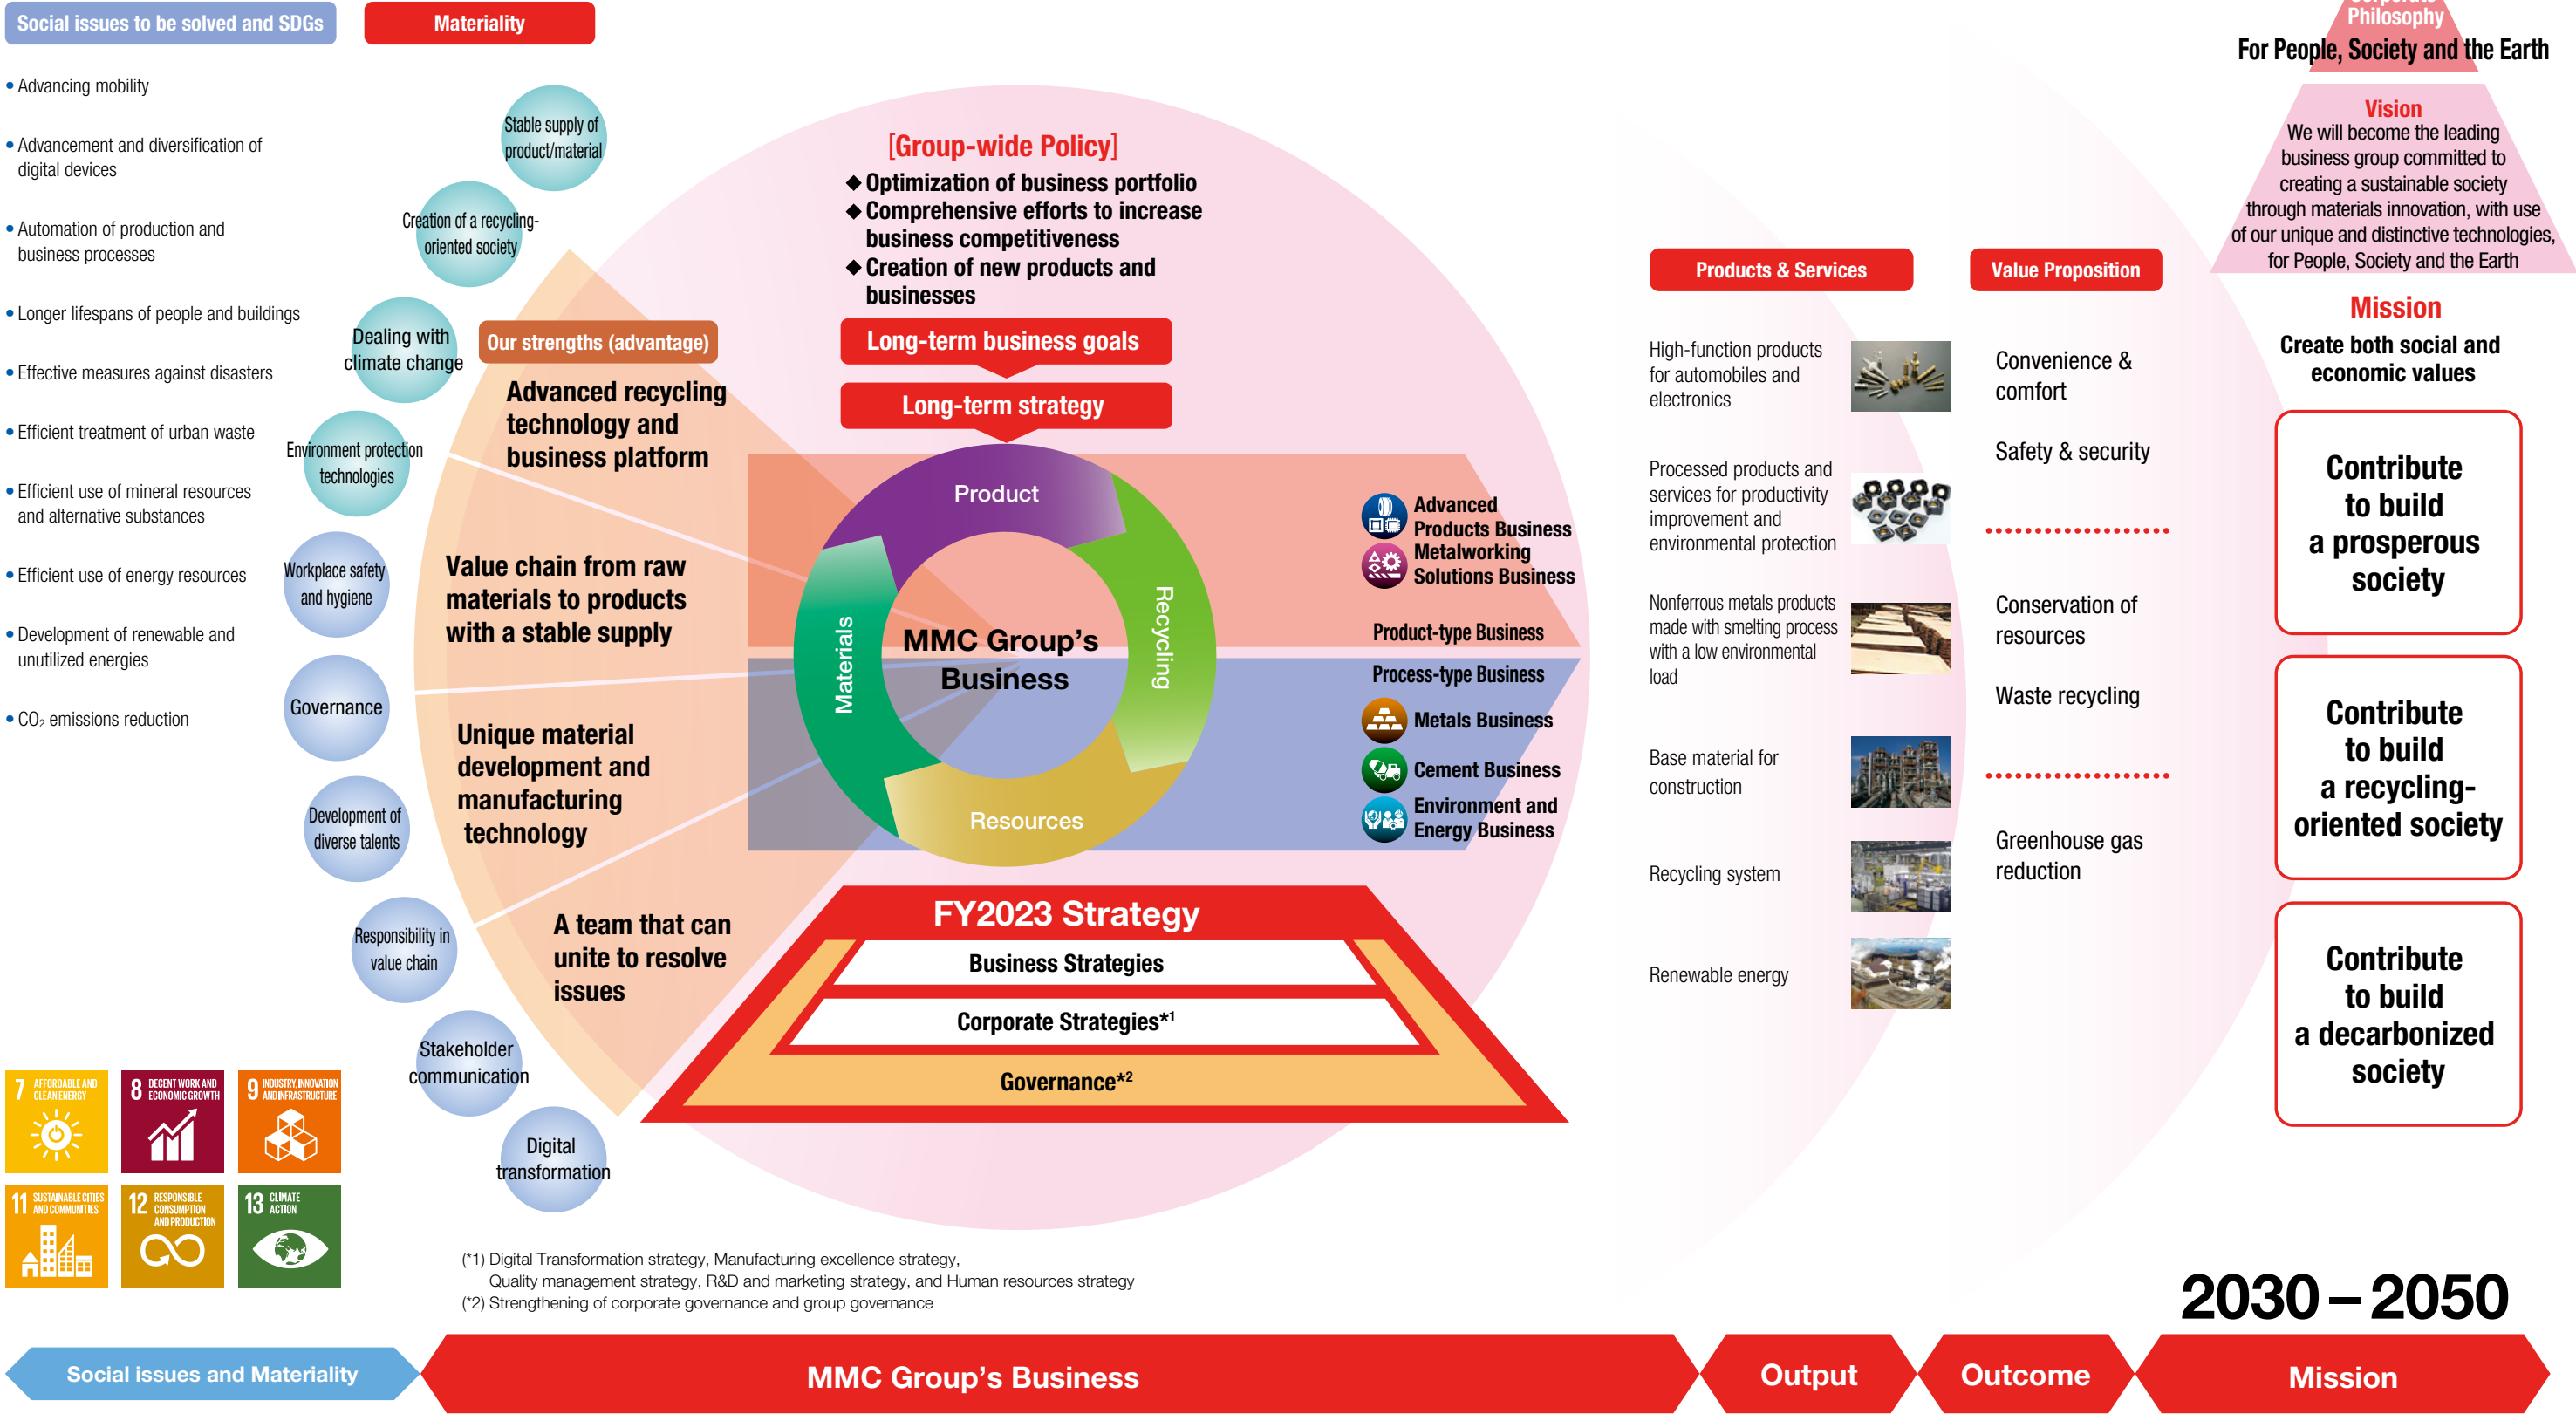 Social issues to be solved and SDGs
Materiality
• Advancing mobility
• Advancement and diversification of
digital devices
• Automation of production and
business processes
• Longer lifespans of people and buildings
• Effective measures against disasters
• Efficient treatment of urban waste
• Efficient use of mineral resources
and alternative substances
• Efficient use of energy resources
• Development of renewable and
unutilized energies
• CO₂ emissions reduction
7 AFFORDABLE AND
CLEAN ENERGY
8 DECENT WORK AND
ECONOMIC GROWTH
9 INDUSTRY, INNOVATION
AND INFRASTRUCTURE
11 SUSTAINABLE CITIES
AND COMMUNITIES
12 RESPONSIBLE
CONSUMPTION
AND PRODUCTION
13 CLIMATE
ACTION
Stable supply of
product/material
Creation of a recycling-
oriented society
Dealing with
climate change
Environment protection
technologies
Workplace safety
and hygiene
Governance
Development of
diverse talents
Responsibility in
value chain
Stakeholder
communication
Digital
transformation
Our strengths (advantage)
Advanced recycling
technology and
business platform
Value chain from raw
materials to products
with a stable supply
Unique material
development and
manufacturing
technology
A team that can
unite to resolve
issues
[Group-wide Policy]
◆ Optimization of business portfolio
◆ Comprehensive efforts to increase
business competitiveness
◆ Creation of new products and
businesses
Long-term business goals
Long-term strategy
Product
Recycling
Resources
Materials
MMC Group's
Business
Advanced
Products Business
Metalworking
Solutions Business
Product-type Business
Process-type Business
Metals Business
Cement Business
Environment and
Energy Business
FY2023 Strategy
Business Strategies
Corporate Strategies*1
Governance*2
(*1) Digital Transformation strategy, Manufacturing excellence strategy,
Quality management strategy, R&D and marketing strategy, and Human resources strategy
(*2) Strengthening of corporate governance and group governance
Products & Services
High-function products
for automobiles and
electronics
Processed products and
services for productivity
improvement and
environmental protection
Nonferrous metals products
made with smelting process
with a low environmental
load
Base material for
construction
Recycling system
Renewable energy
Value Proposition
Convenience &
comfort
Safety & security
Conservation of
resources
Waste recycling
Greenhouse gas
reduction
Corporate
Philosophy
For People, Society and the Earth
Vision
We will become the leading
business group committed to
creating a sustainable society
through materials innovation, with use
of our unique and distinctive technologies,
for People, Society and the Earth
Mission
Create both social and
economic values
Contribute
to build
a prosperous
society
Contribute
to build
a recycling-
oriented society
Contribute
to build
a decarbonized
society
2030 – 2050
Social issues and Materiality
MMC Group's Business
Output
Outcome
Mission